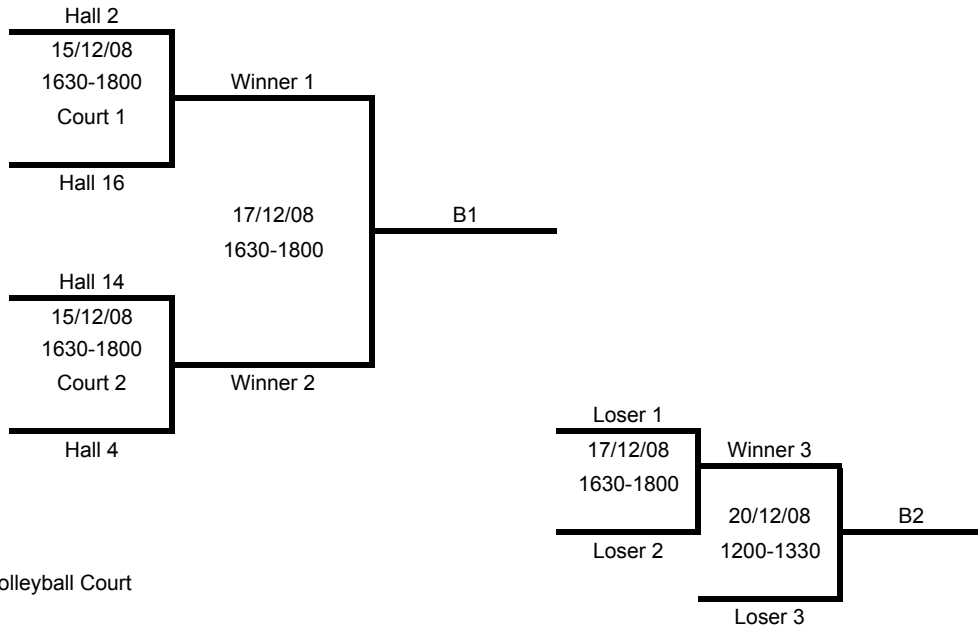 Hall 2
15/12/08
1630-1800
Court 1
Winner 1
Hall 16
17/12/08
1630-1800
B1
Hall 14
15/12/08
1630-1800
Court 2
Winner 2
Hall 4
Loser 1
17/12/08
1630-1800
Winner 3
Loser 2
20/12/08
1200-1330
B2
Loser 3
olleyball Court